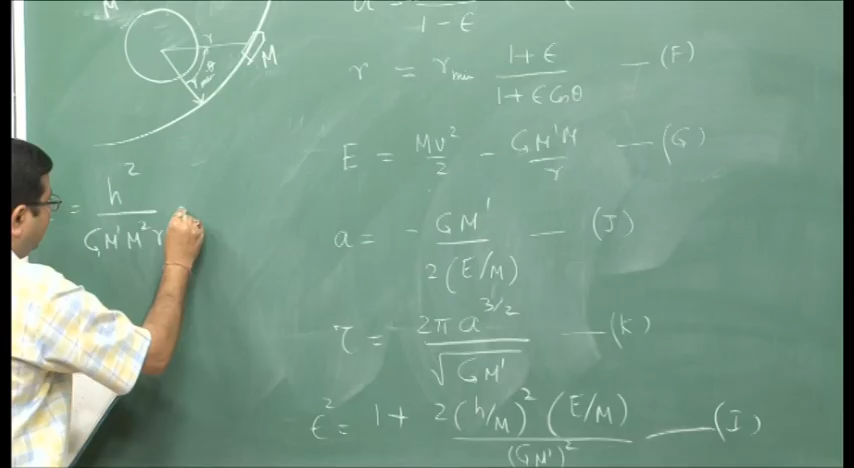 M
r
θ
M
= h² / GM'M²r
1 - ϵ
r = r_min (1 + ϵ) / (1 + ϵ Cos θ) — (F)
E = Mv²/2 - GM'M/r — (G)
a = - GM' / 2(E/M) — (J)
τ = 2π a^(3/2) / √(GM') — (K)
ϵ² = 1 + 2(h/M)² (E/M) / (GM')² — (I)